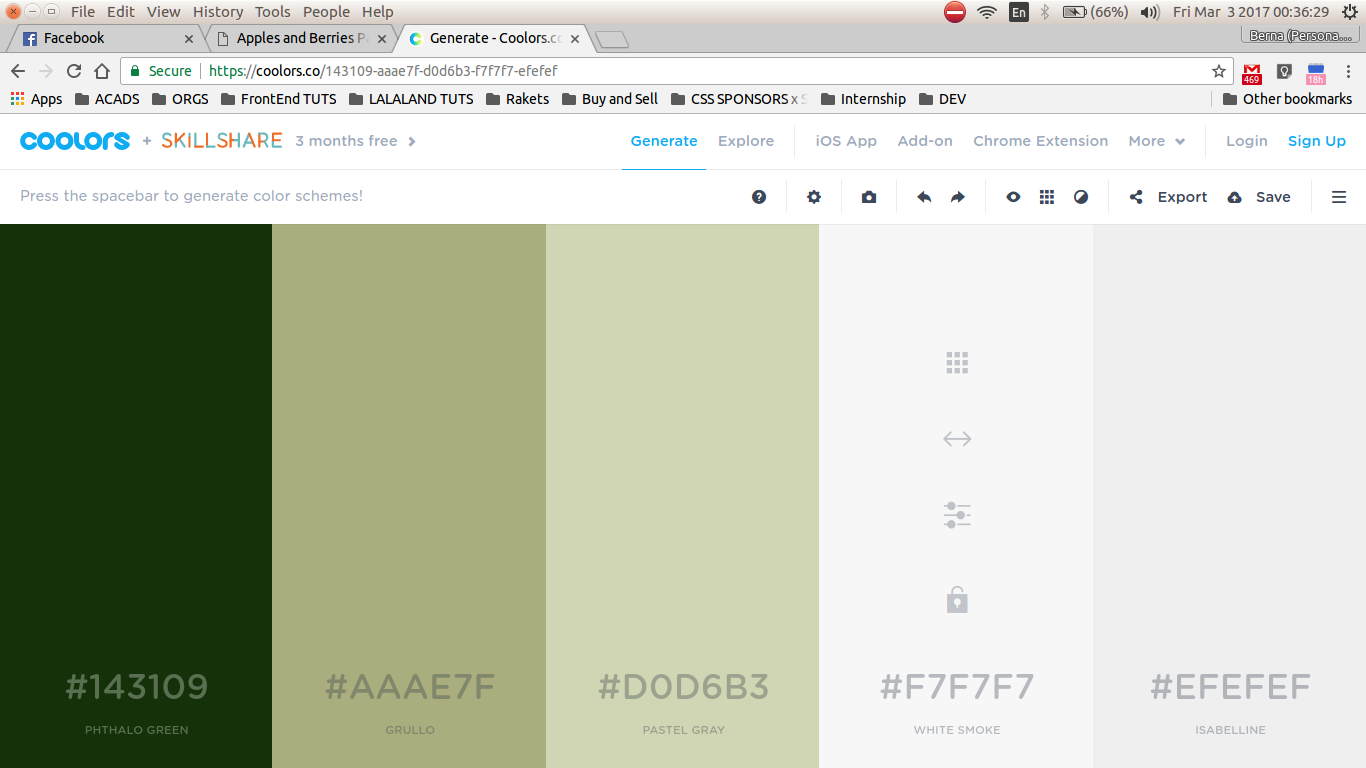 File Edit View History Tools People Help
En
(66%)
Fri Mar 3 2017 00:36:29
Facebook
Apples and Berries P
Generate - Coolors.c
Berna (Persona...
Secure
https://coolors.co/143109-aaae7f-d0d6b3-f7f7f7-efefef
469
18h
Apps
ACADS
ORGS
FrontEnd TUTS
LALALAND TUTS
Rakets
Buy and Sell
CSS SPONSORS x S
Internship
DEV
Other bookmarks
coolors + SKILLSHARE 3 months free
Generate
Explore
iOS App
Add-on
Chrome Extension
More
Login
Sign Up
Press the spacebar to generate color schemes!
Export
Save
#143109
PHTHALO GREEN
#AAAE7F
GRULLO
#D0D6B3
PASTEL GRAY
#F7F7F7
WHITE SMOKE
#EFEFEF
ISABELLINE